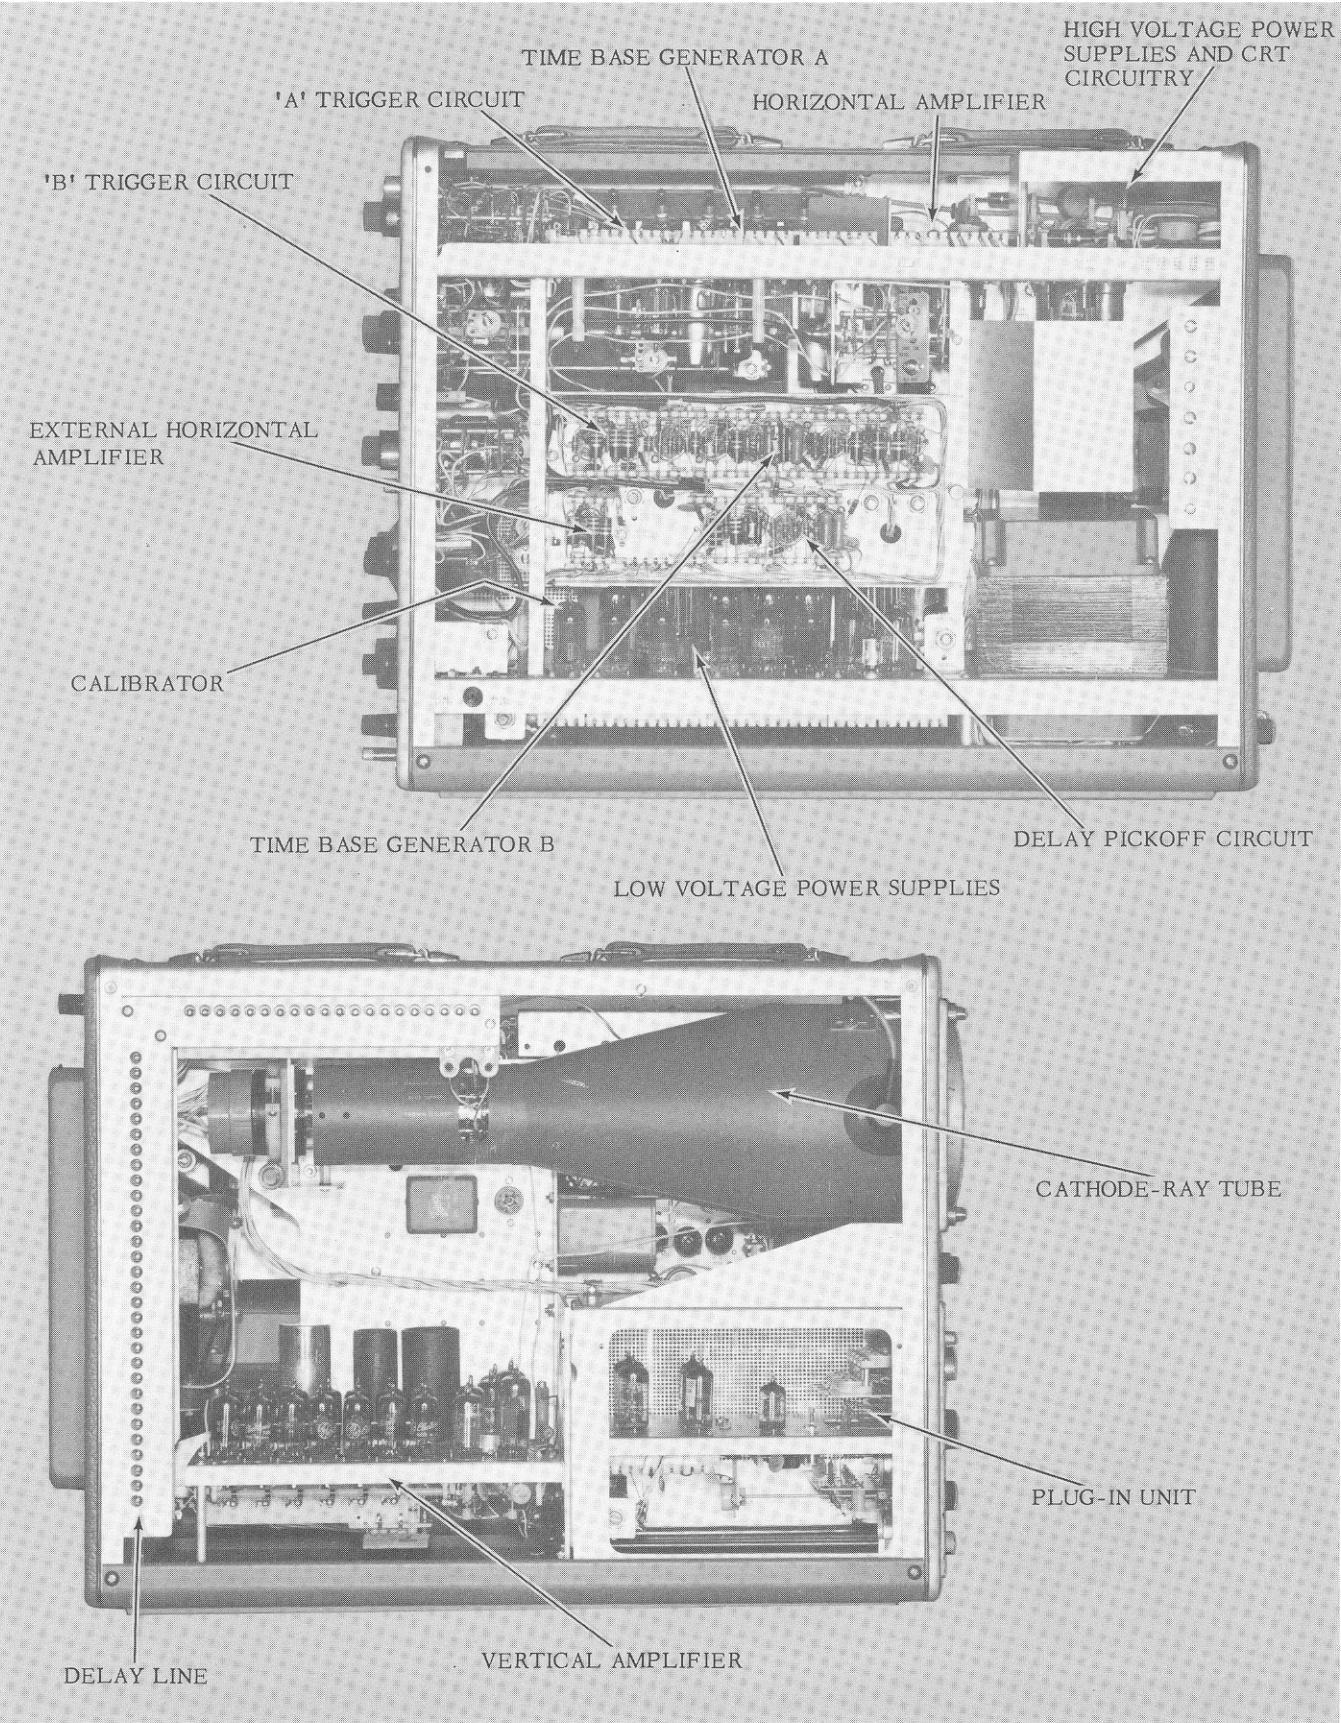 HIGH VOLTAGE POWER
SUPPLIES AND CRT
CIRCUITRY
TIME BASE GENERATOR A
'A' TRIGGER CIRCUIT
HORIZONTAL AMPLIFIER
'B' TRIGGER CIRCUIT
EXTERNAL HORIZONTAL
AMPLIFIER
CALIBRATOR
TIME BASE GENERATOR B
DELAY PICKOFF CIRCUIT
LOW VOLTAGE POWER SUPPLIES
CATHODE-RAY TUBE
PLUG-IN UNIT
VERTICAL AMPLIFIER
DELAY LINE